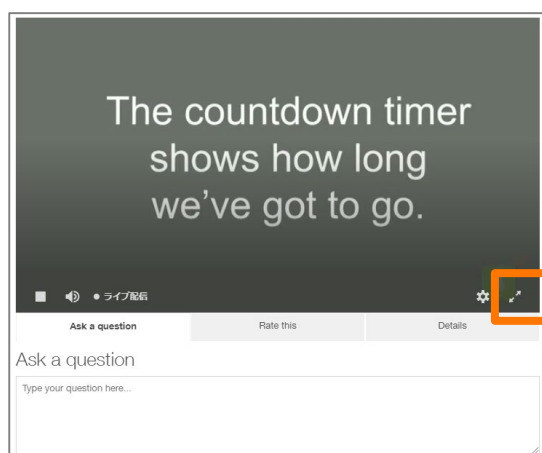 The countdown timer
shows how long
we've got to go.
ライブ配信
Ask a question
Rate this
Details
Ask a question
Type your question here...